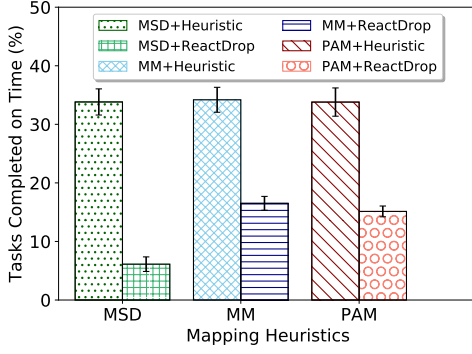 50
40
30
20
10
0
Tasks Completed on Time (%)
MSD+Heuristic
MSD+ReactDrop
MM+Heuristic
MM+ReactDrop
PAM+Heuristic
PAM+ReactDrop
MSD MM PAM
Mapping Heuristics